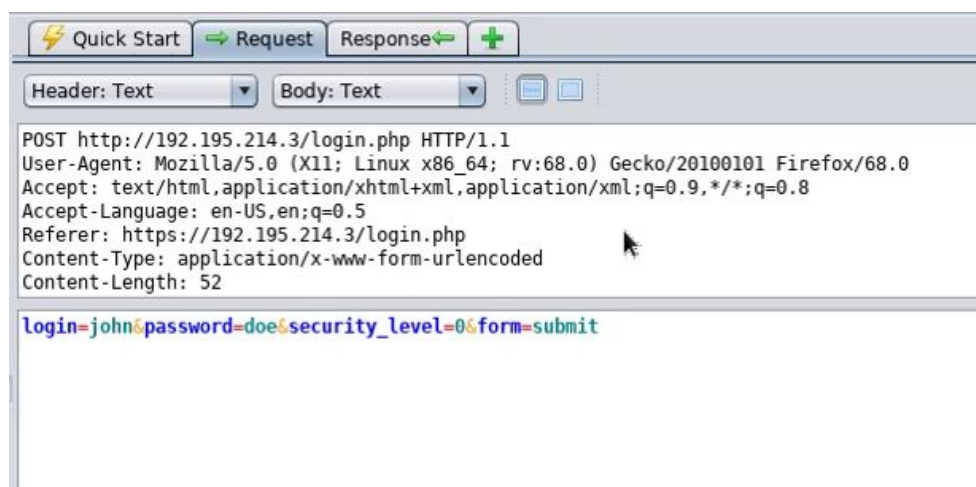 Quick Start Request Response
Header: Text Body: Text
POST http://192.195.214.3/login.php HTTP/1.1
User-Agent: Mozilla/5.0 (X11; Linux x86_64; rv:68.0) Gecko/20100101 Firefox/68.0
Accept: text/html,application/xhtml+xml,application/xml;q=0.9,*/*;q=0.8
Accept-Language: en-US,en;q=0.5
Referer: https://192.195.214.3/login.php
Content-Type: application/x-www-form-urlencoded
Content-Length: 52
login=john&password=doe&security_level=0&form=submit